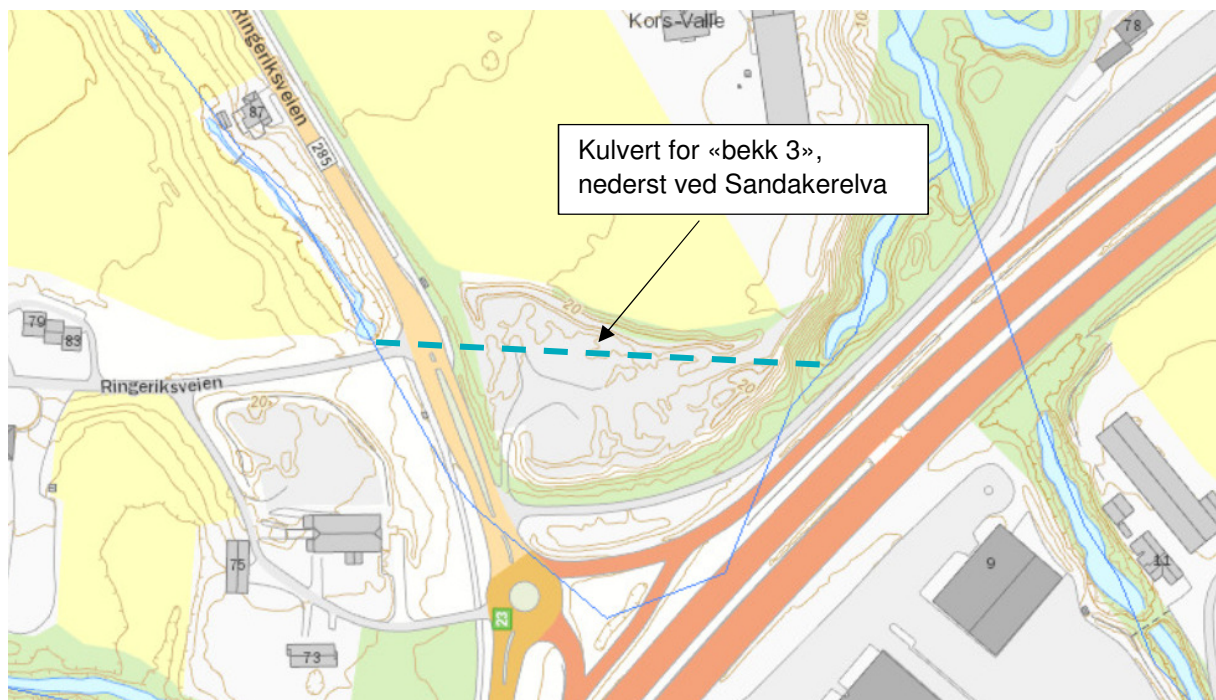 Kors-Valle
78
Ringeriksveien
87
285
Kulvert for «bekk 3»,
nederst ved Sandakerelva
20
79
83
Ringeriksveien
20
20
75
9
11
23
73